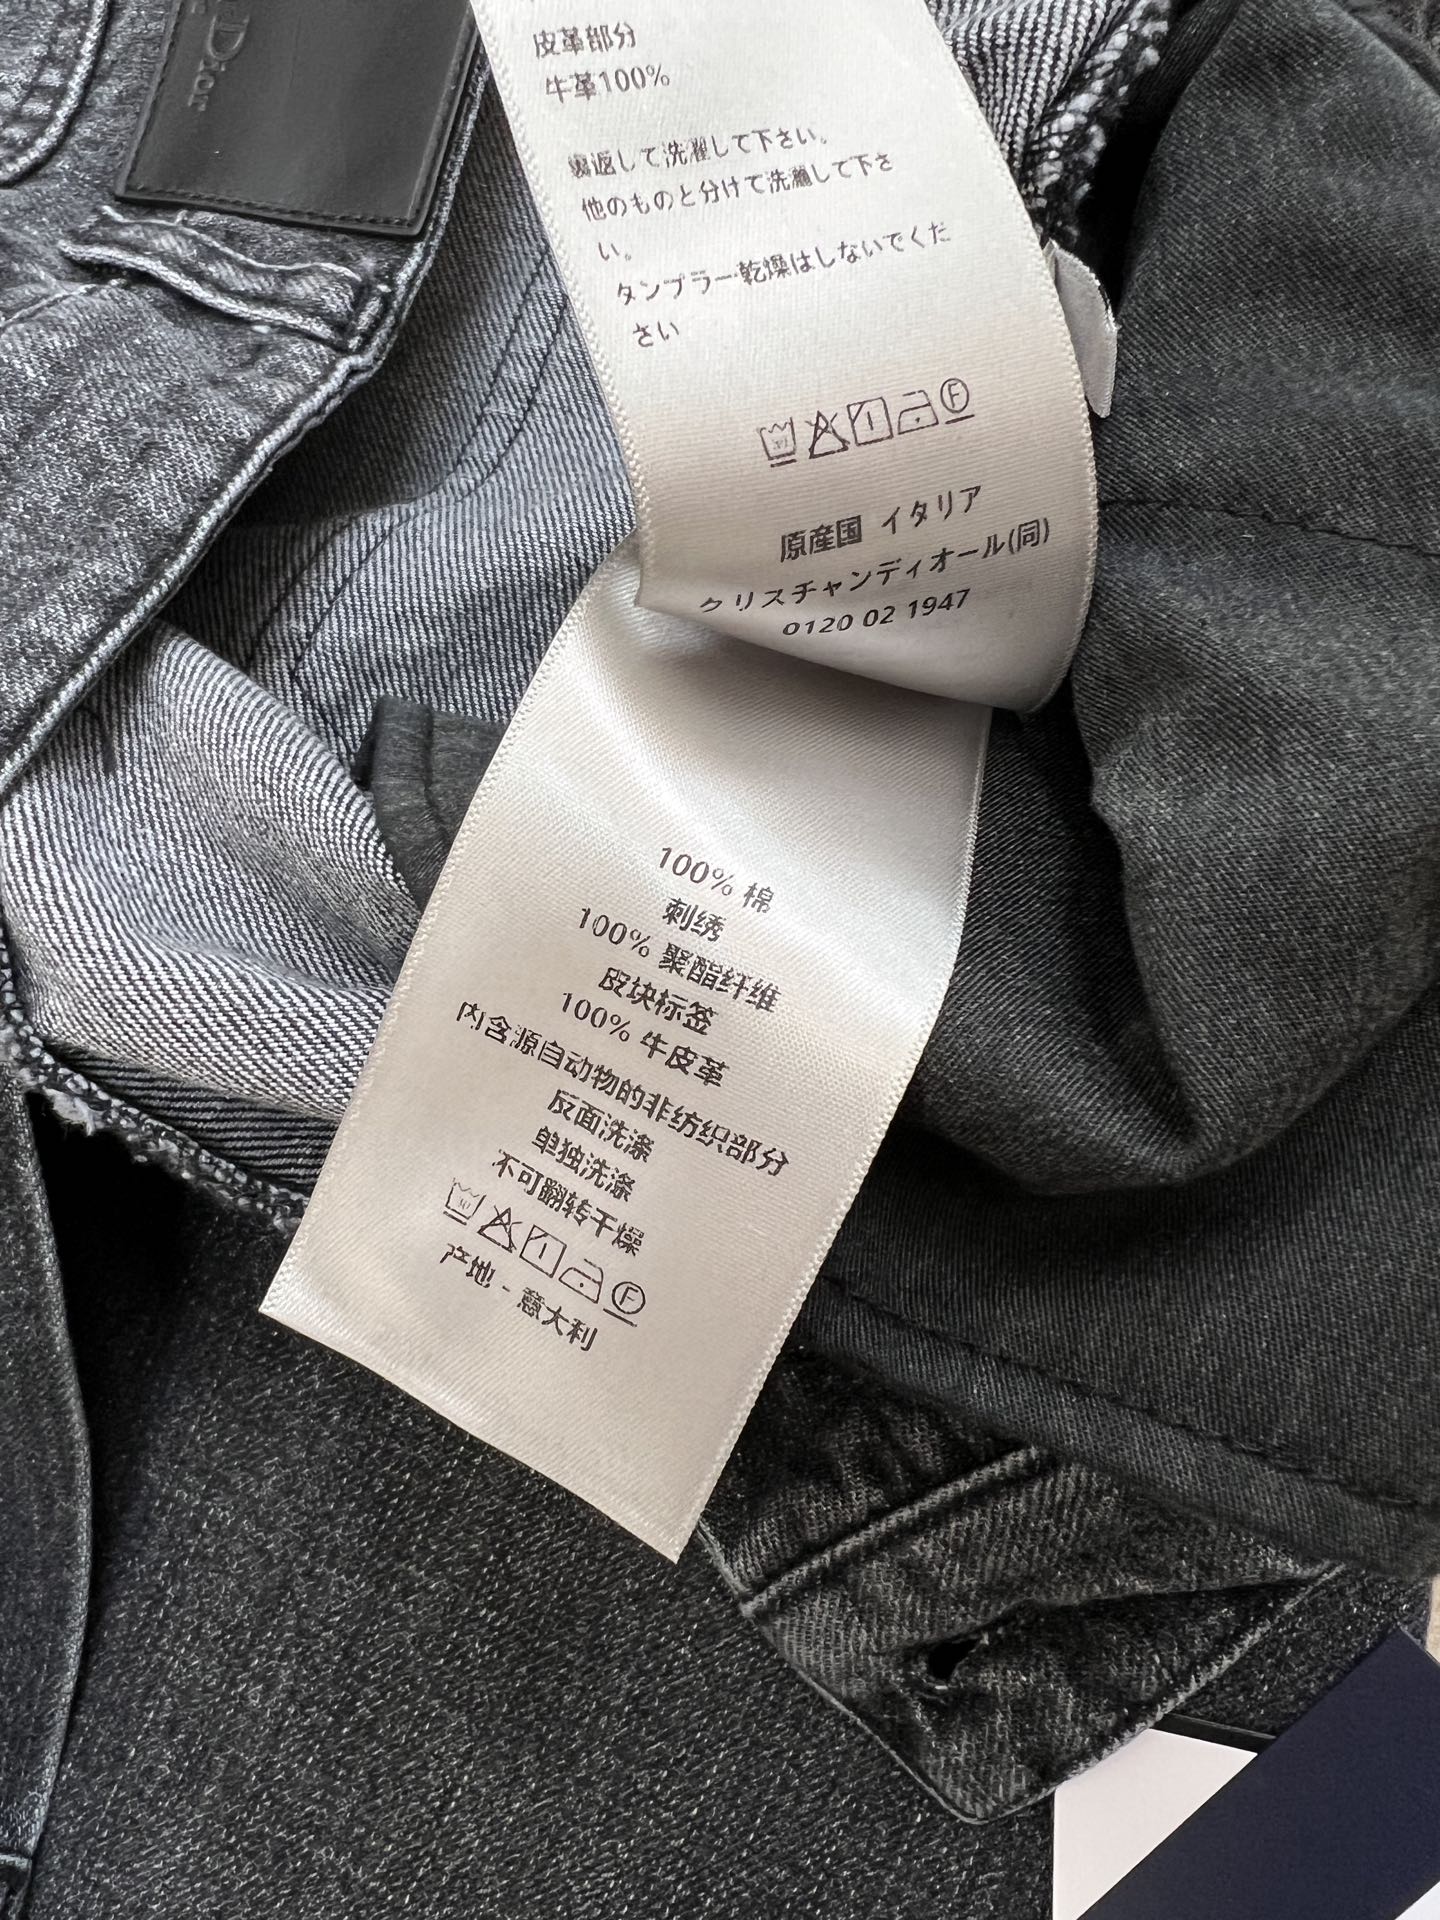 Dior
皮革部分
牛革100%
裏返して洗濯して下さい。
他のものと分けて洗濯して下さ
い。
タンブラー乾燥はしないでくだ
さい
F
原産国 イタリア
クリスチャンディオール(同)
0120 02 1947
100% 棉
刺绣
100% 聚酯纤维
皮块标签
100% 牛皮革
内含源自动物的非纺织部分
反面洗涤
单独洗涤
不可翻转干燥
F
产地 - 意大利